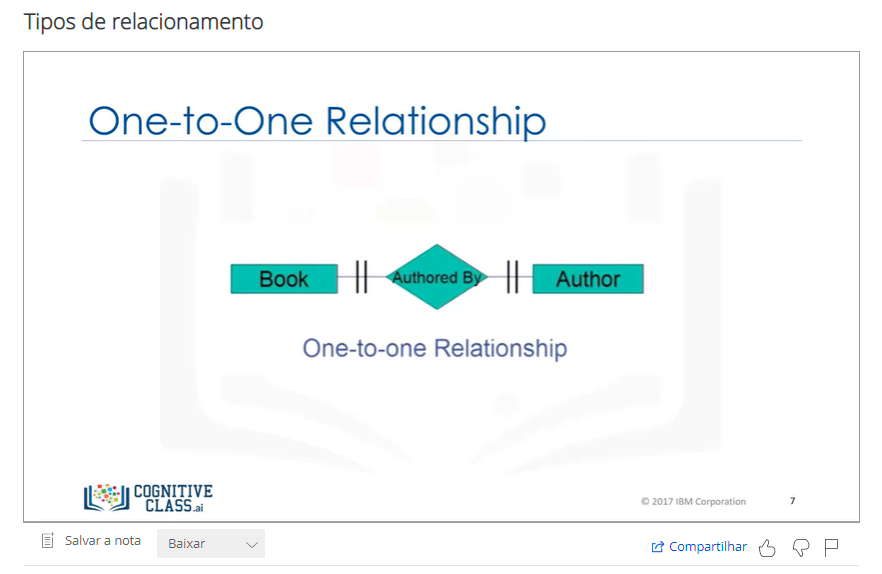 Tipos de relacionamento
One-to-One Relationship
Book
Authored By
Author
One-to-one Relationship
COGNITIVE
CLASS.ai
© 2017 IBM Corporation
7
Salvar a nota
Baixar
Compartilhar